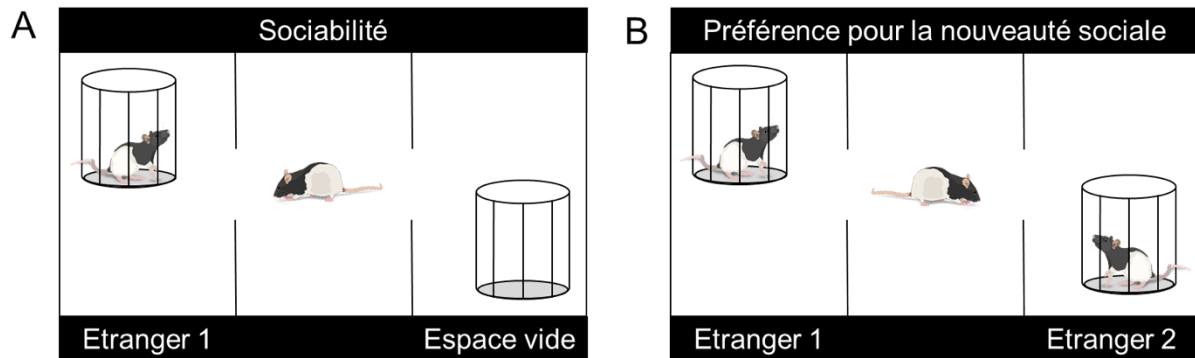 A
Sociabilité
Etranger 1
Espace vide
B
Préférence pour la nouveauté sociale
Etranger 1
Etranger 2